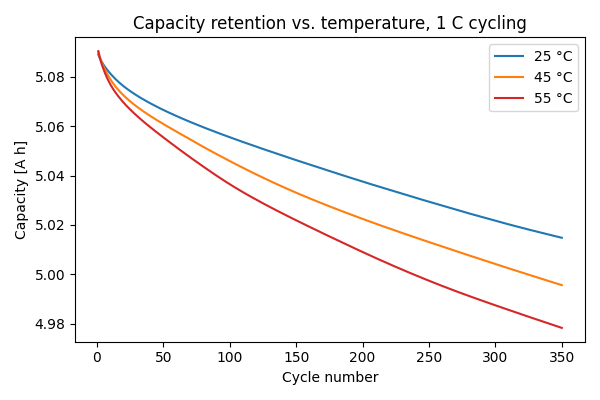 Capacity retention vs. temperature, 1 C cycling
25 °C
45 °C
55 °C
Capacity [A h]
5.08
5.06
5.04
5.02
5.00
4.98
0 50 100 150 200 250 300 350
Cycle number